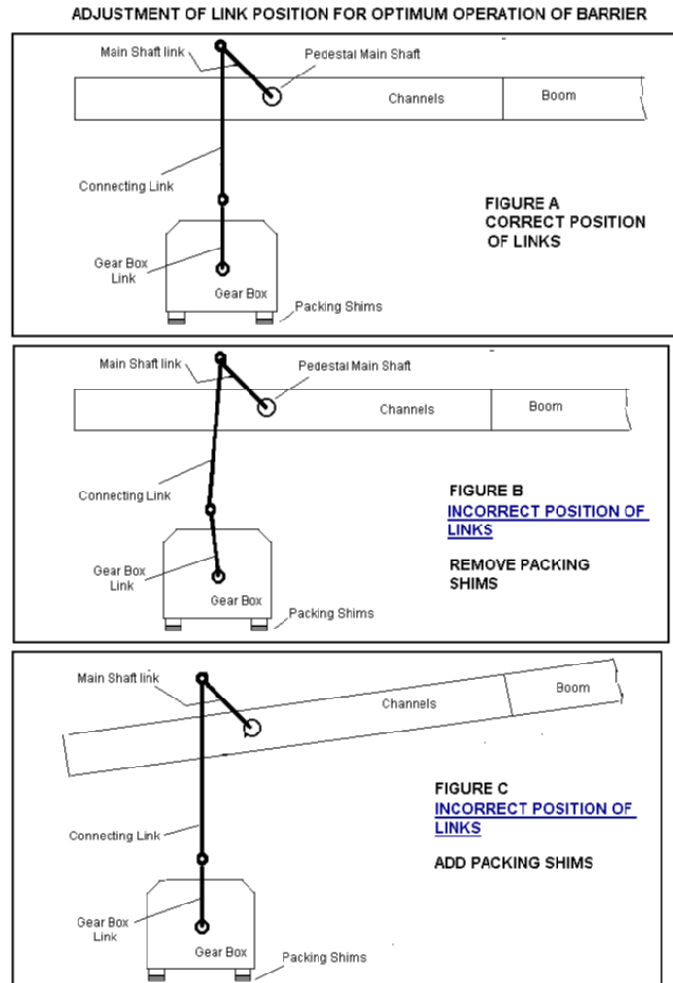 ADJUSTMENT OF LINK POSITION FOR OPTIMUM OPERATION OF BARRIER
Main Shaft link
Pedestal Main Shaft
Channels
Boom
Connecting Link
FIGURE A
CORRECT POSITION
OF LINKS
Gear Box
Link
Gear Box
Packing Shims
Main Shaft link
Pedestal Main Shaft
Channels
Boom
Connecting Link
FIGURE B
INCORRECT POSITION OF
LINKS
REMOVE PACKING
SHIMS
Gear Box
Link
Gear Box
Packing Shims
Main Shaft link
Channels
Boom
Connecting Link
FIGURE C
INCORRECT POSITION OF
LINKS
ADD PACKING SHIMS
Gear Box
Link
Gear Box
Packing Shims